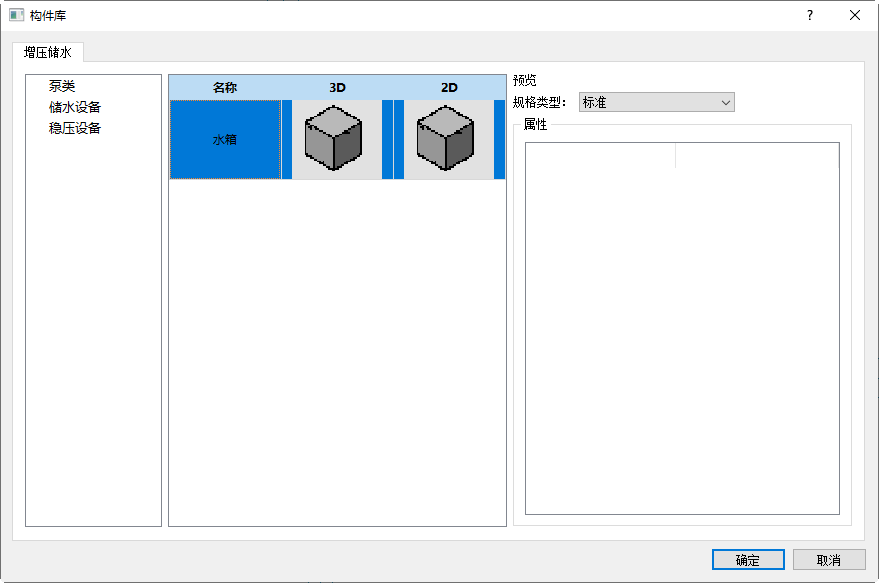 构件库
?
增压储水
泵类
储水设备
稳压设备
名称 3D 2D
水箱
预览
规格类型： 标准
属性
确定 取消